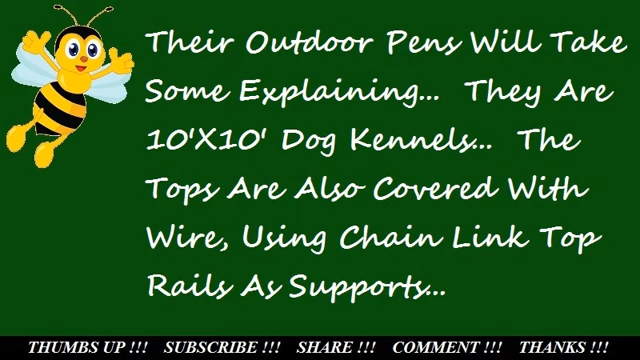 Their Outdoor Pens Will Take
Some Explaining... They Are
10'X10' Dog Kennels... The
Tops Are Also Covered With
Wire, Using Chain Link Top
Rails As Supports...
THUMBS UP !!! SUBSCRIBE !!! SHARE !!! COMMENT !!! THANKS !!!